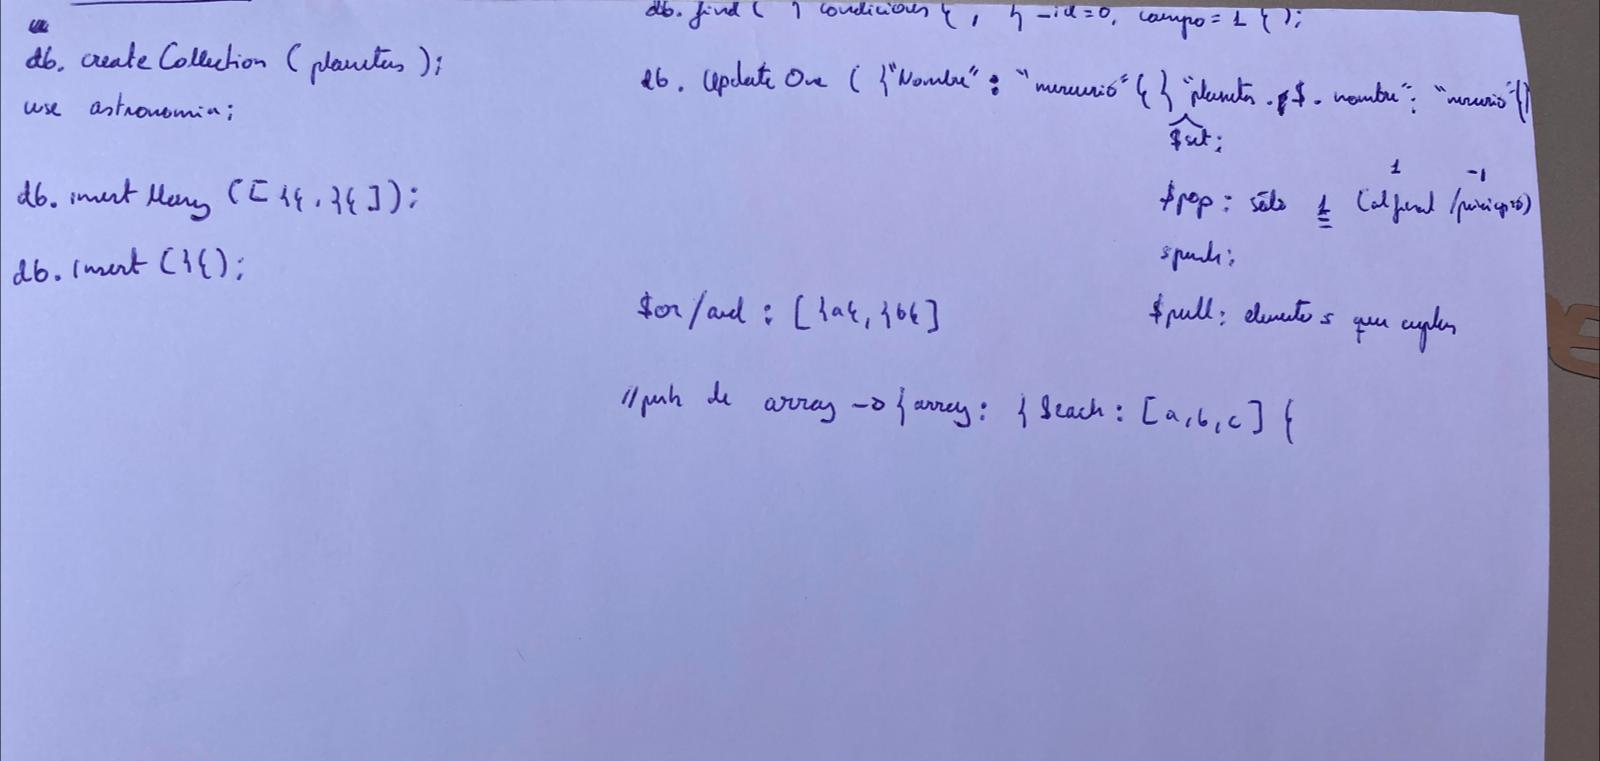 db. create Collection ( planetas );
use astronomia;
db. insert Many ( [ }{ , }{ ] );
db. insert ( }{ );
db. find ( } condiciones { , } _id=0, campo = 1 { );
db. Update One ( }"Nombre" : "mercurio" { } "planetas . $ . nombre" : "mercurio" { )
$set;
1 -1
$pop : sólo 1 (al final / principio)
$push;
$or/and : [ }a{, }b{ ]
$pull : elementos que cumplen
//push de array -> { array : { $each : [ a, b, c ] {